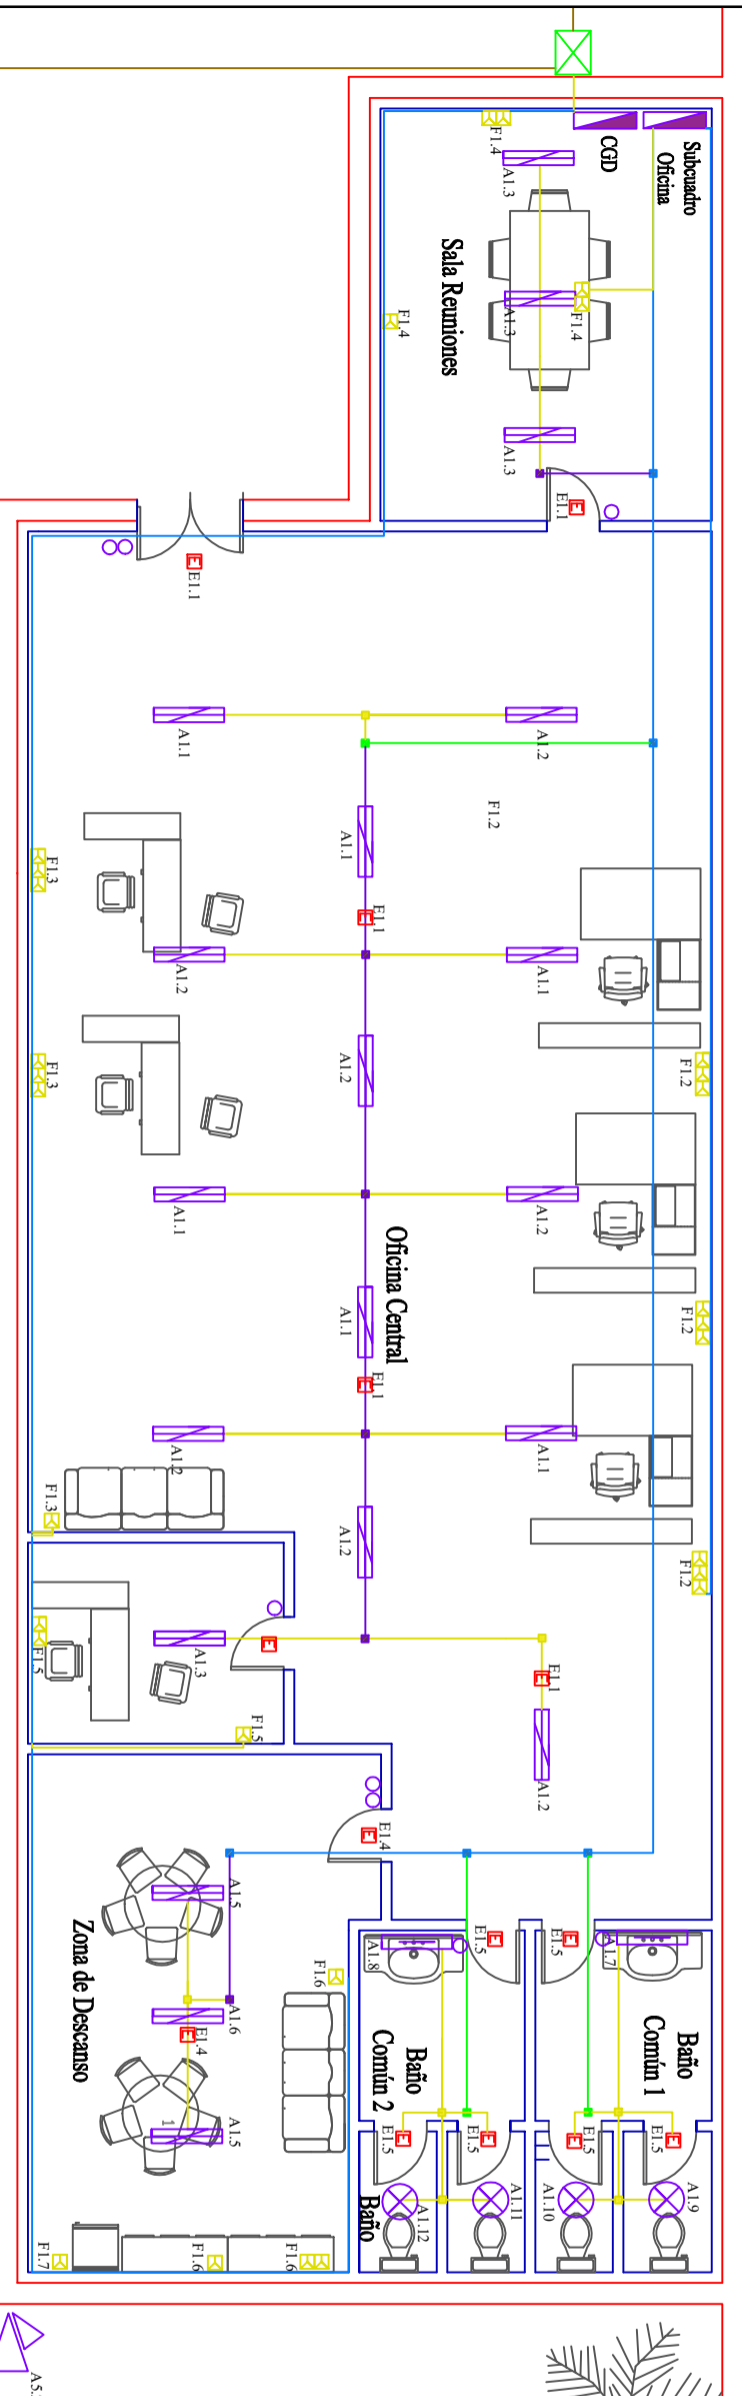 F1.4
CGD
Subcuadro
Oficina
A1.3
Sala Reuniones
A1.3
F1.4
F1.4
A1.3
E1.1
E1.1
A1.1
A1.2
F1.2
A1.1
F1.3
E1.1
A1.2
A1.1
F1.3
A1.2
F1.2
A1.1
A1.2
Oficina Central
A1.1
F1.2
E1.1
A1.2
A1.1
F1.3
A1.2
F1.2
F1.5
A1.3
E1.1
F1.5
A1.2
E1.4
A1.5
Zona de Descanso
F1.6
A1.6
E1.4
A1.5
1
E1.5
E1.5
A1.8
A1.7
Baño
Común 2
Baño
Común 1
E1.5
E1.5
E1.5
E1.5
Baño
A1.12
A1.11
A1.10
A1.9
F1.7
F1.6
F1.6
A5.